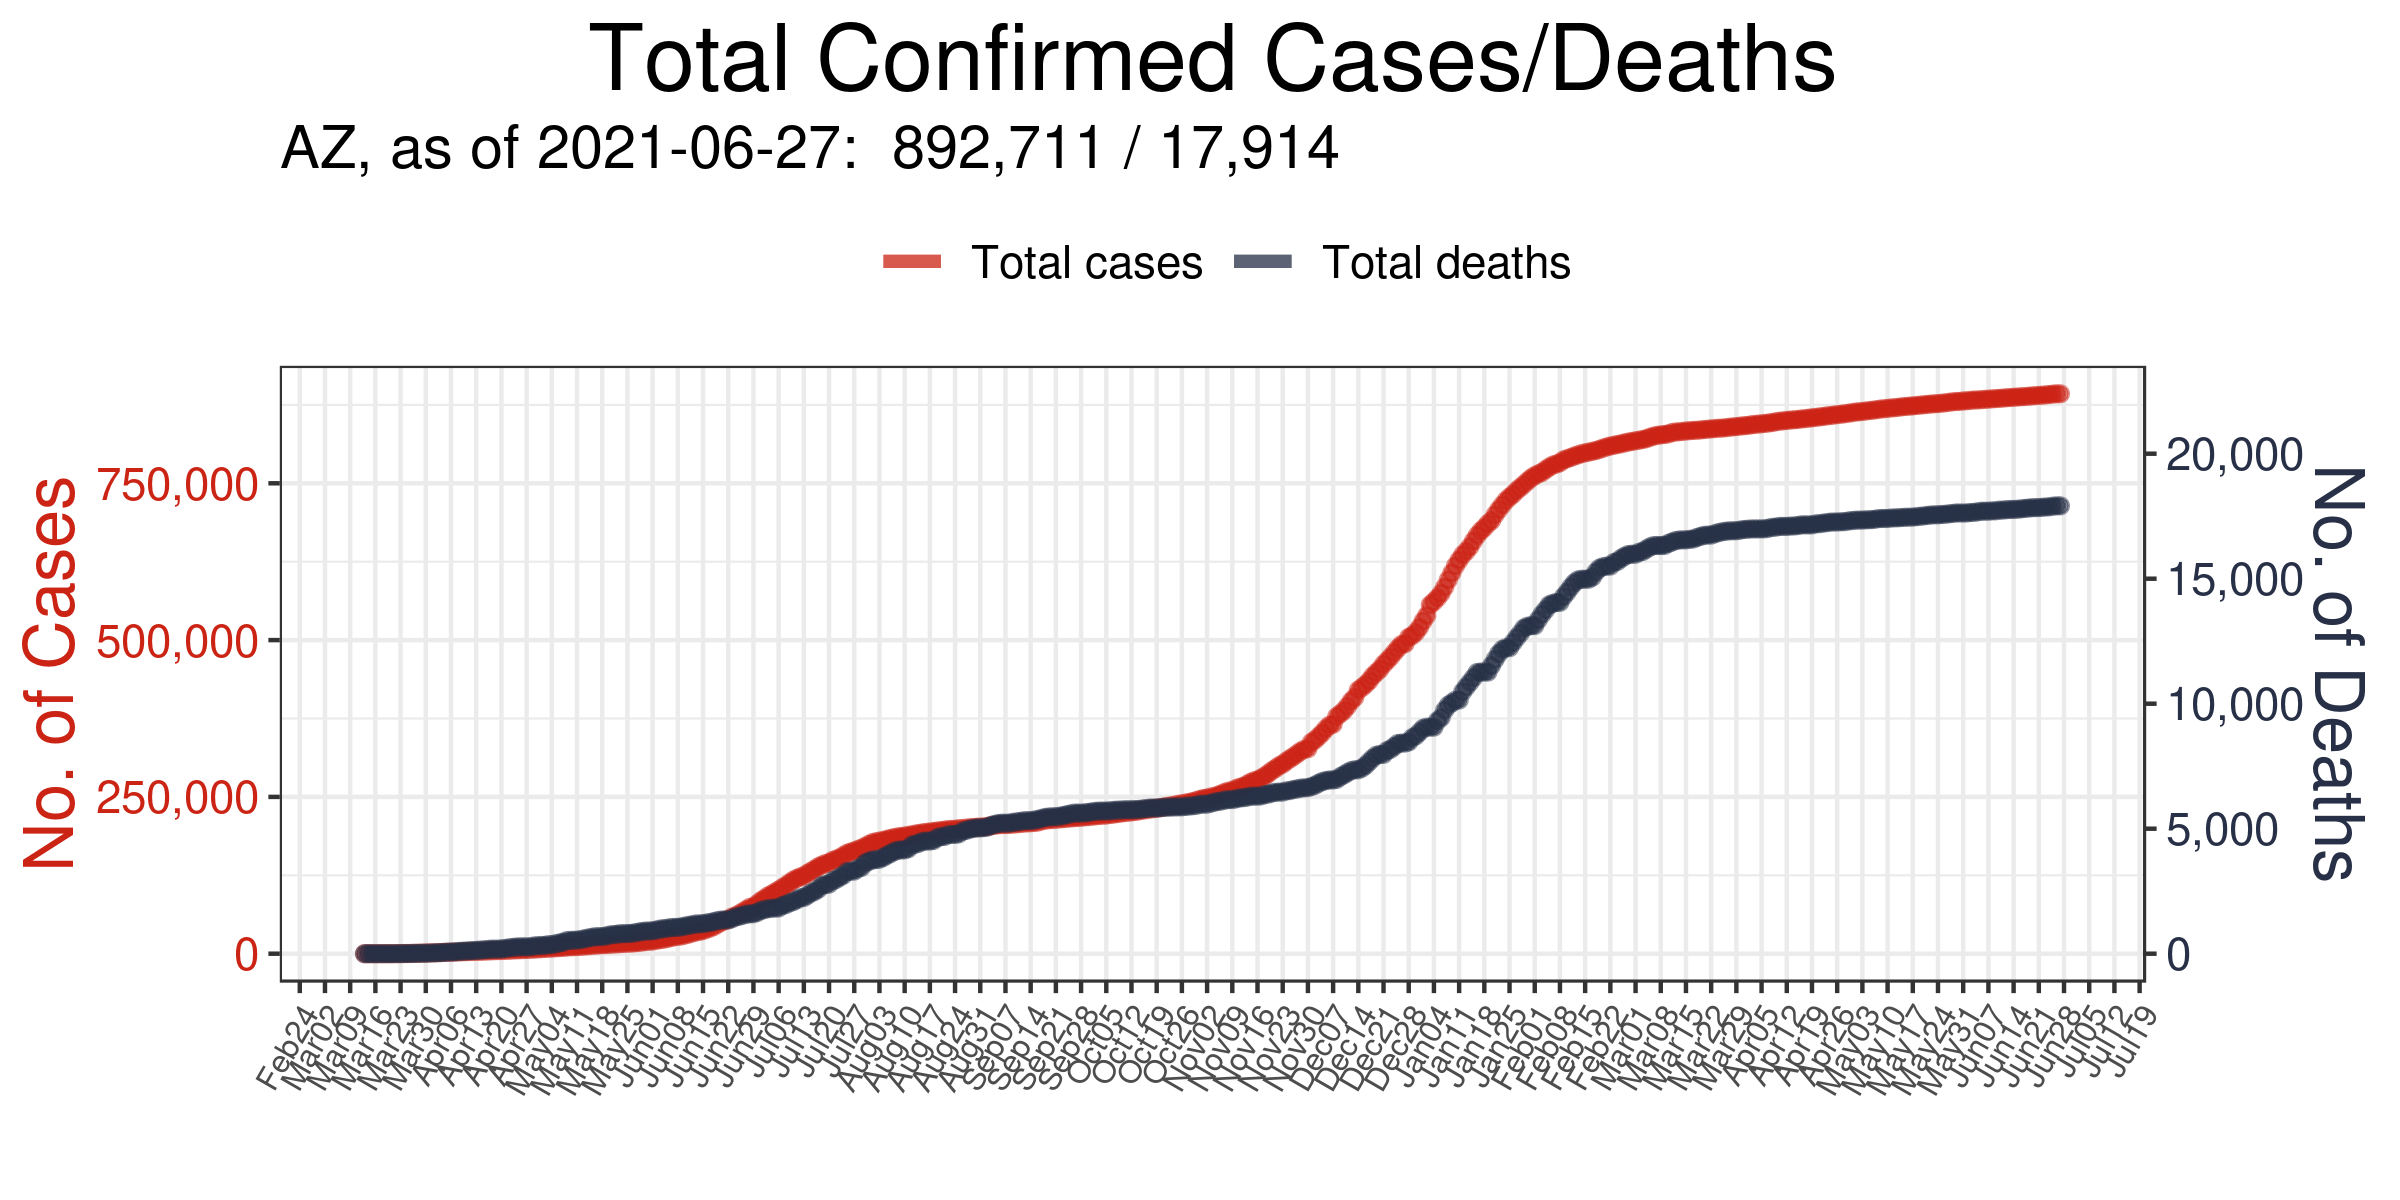 Total Confirmed Cases/Deaths
AZ, as of 2021-06-27:  892,711 / 17,914
Total cases
Total deaths
No. of Cases
750,000
500,000
250,000
0
20,000
15,000
10,000
5,000
0
No. of Deaths
Feb24
Mar02
Mar09
Mar16
Mar23
Mar30
Apr06
Apr13
Apr20
Apr27
May04
May11
May18
May25
Jun01
Jun08
Jun15
Jun22
Jun29
Jul06
Jul13
Jul20
Jul27
Aug03
Aug10
Aug17
Aug24
Aug31
Sep07
Sep14
Sep21
Sep28
Oct05
Oct12
Oct19
Oct26
Nov02
Nov09
Nov16
Nov23
Nov30
Dec07
Dec14
Dec21
Dec28
Jan04
Jan11
Jan18
Jan25
Feb01
Feb08
Feb15
Feb22
Mar01
Mar08
Mar15
Mar22
Mar29
Apr05
Apr12
Apr19
Apr26
May03
May10
May17
May24
May31
Jun07
Jun14
Jun21
Jun28
Jul05
Jul12
Jul19